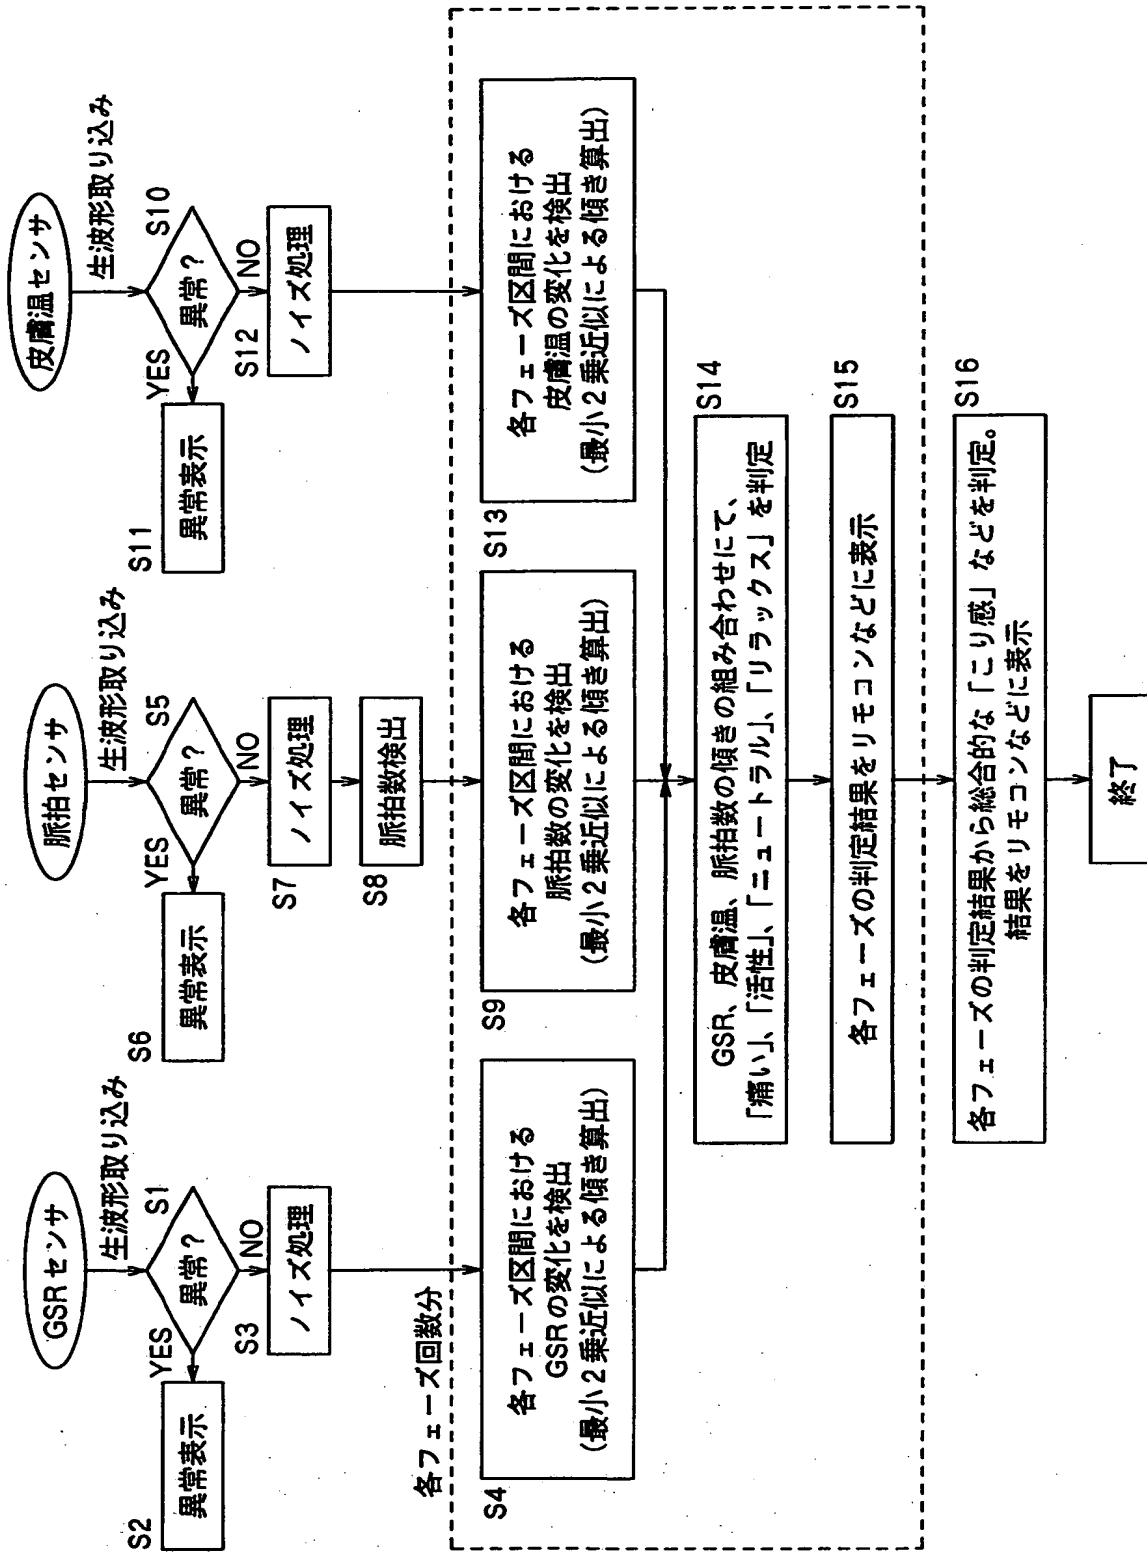 GSRセンサ
生波形取り込み
S1
異常?
YES
NO
S2
異常表示
S3
ノイズ処理
脈拍センサ
生波形取り込み
S5
異常?
YES
NO
S6
異常表示
S7
ノイズ処理
S8
脈拍数検出
皮膚温センサ
生波形取り込み
S10
異常?
YES
NO
S11
異常表示
S12
ノイズ処理
各フェーズ回数分
S4
各フェーズ区間における
GSRの変化を検出
(最小2乗近似による傾き算出)
S9
各フェーズ区間における
脈拍数の変化を検出
(最小2乗近似による傾き算出)
S13
各フェーズ区間における
皮膚温の変化を検出
(最小2乗近似による傾き算出)
S14
GSR、皮膚温、脈拍数の傾きの組み合わせにて、
「痛い」、「活性」、「ニュートラル」、「リラックス」を判定
S15
各フェーズの判定結果をリモコンなどに表示
S16
各フェーズの判定結果から総合的な「こり感」などを判定。
結果をリモコンなどに表示
終了